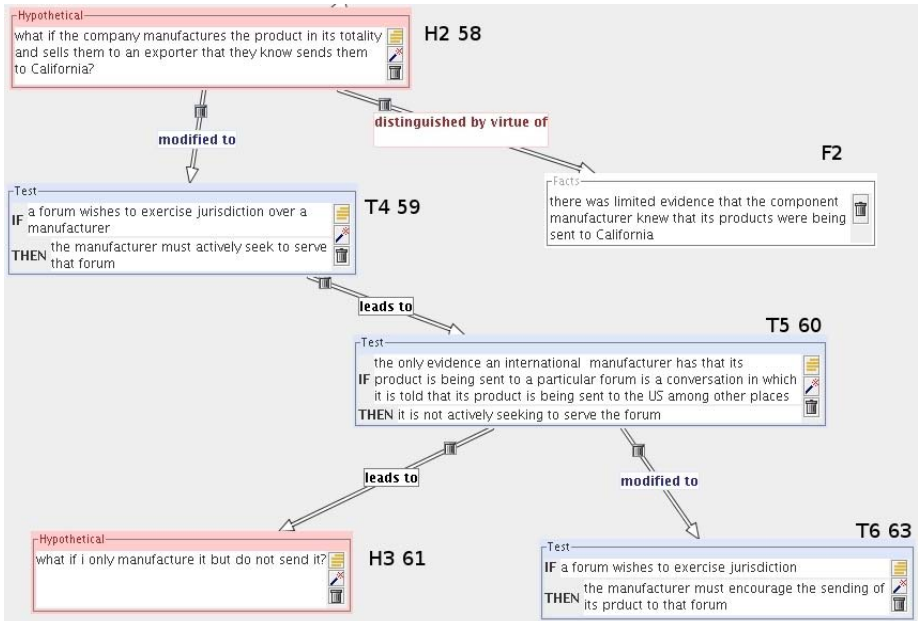 Hypothetical
what if the company manufactures the product in its totality
and sells them to an exporter that they know sends them
to California?
H2 58
distinguished by virtue of
modified to
F2
Facts
there was limited evidence that the component
manufacturer knew that its products were being
sent to California
Test
IF a forum wishes to exercise jurisdiction over a
manufacturer
THEN the manufacturer must actively seek to serve
that forum
T4 59
leads to
T5 60
Test
IF the only evidence an international manufacturer has that its
product is being sent to a particular forum is a conversation in which
it is told that its product is being sent to the US among other places
THEN it is not actively seeking to serve the forum
leads to
modified to
Hypothetical
what if i only manufacture it but do not send it?
H3 61
T6 63
Test
IF a forum wishes to exercise jurisdiction
THEN the manufacturer must encourage the sending of
its prduct to that forum